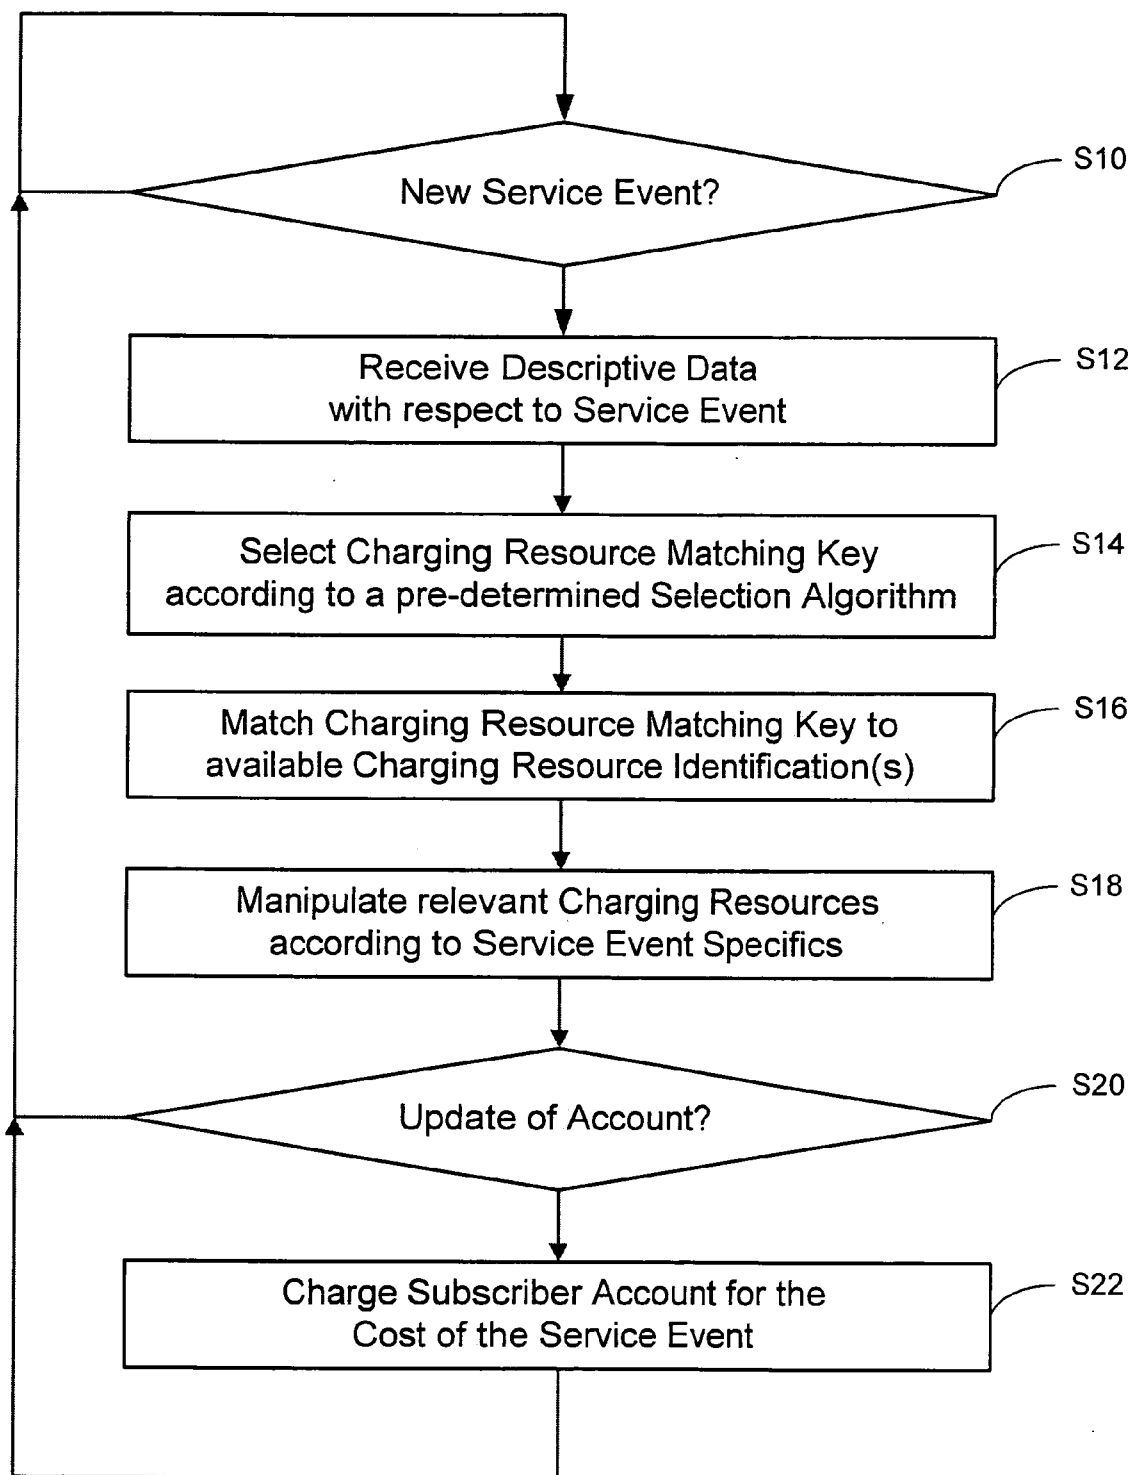 S10
New Service Event?
S12
Receive Descriptive Data
with respect to Service Event
S14
Select Charging Resource Matching Key
according to a pre-determined Selection Algorithm
S16
Match Charging Resource Matching Key to
available Charging Resource Identification(s)
S18
Manipulate relevant Charging Resources
according to Service Event Specifics
S20
Update of Account?
S22
Charge Subscriber Account for the
Cost of the Service Event